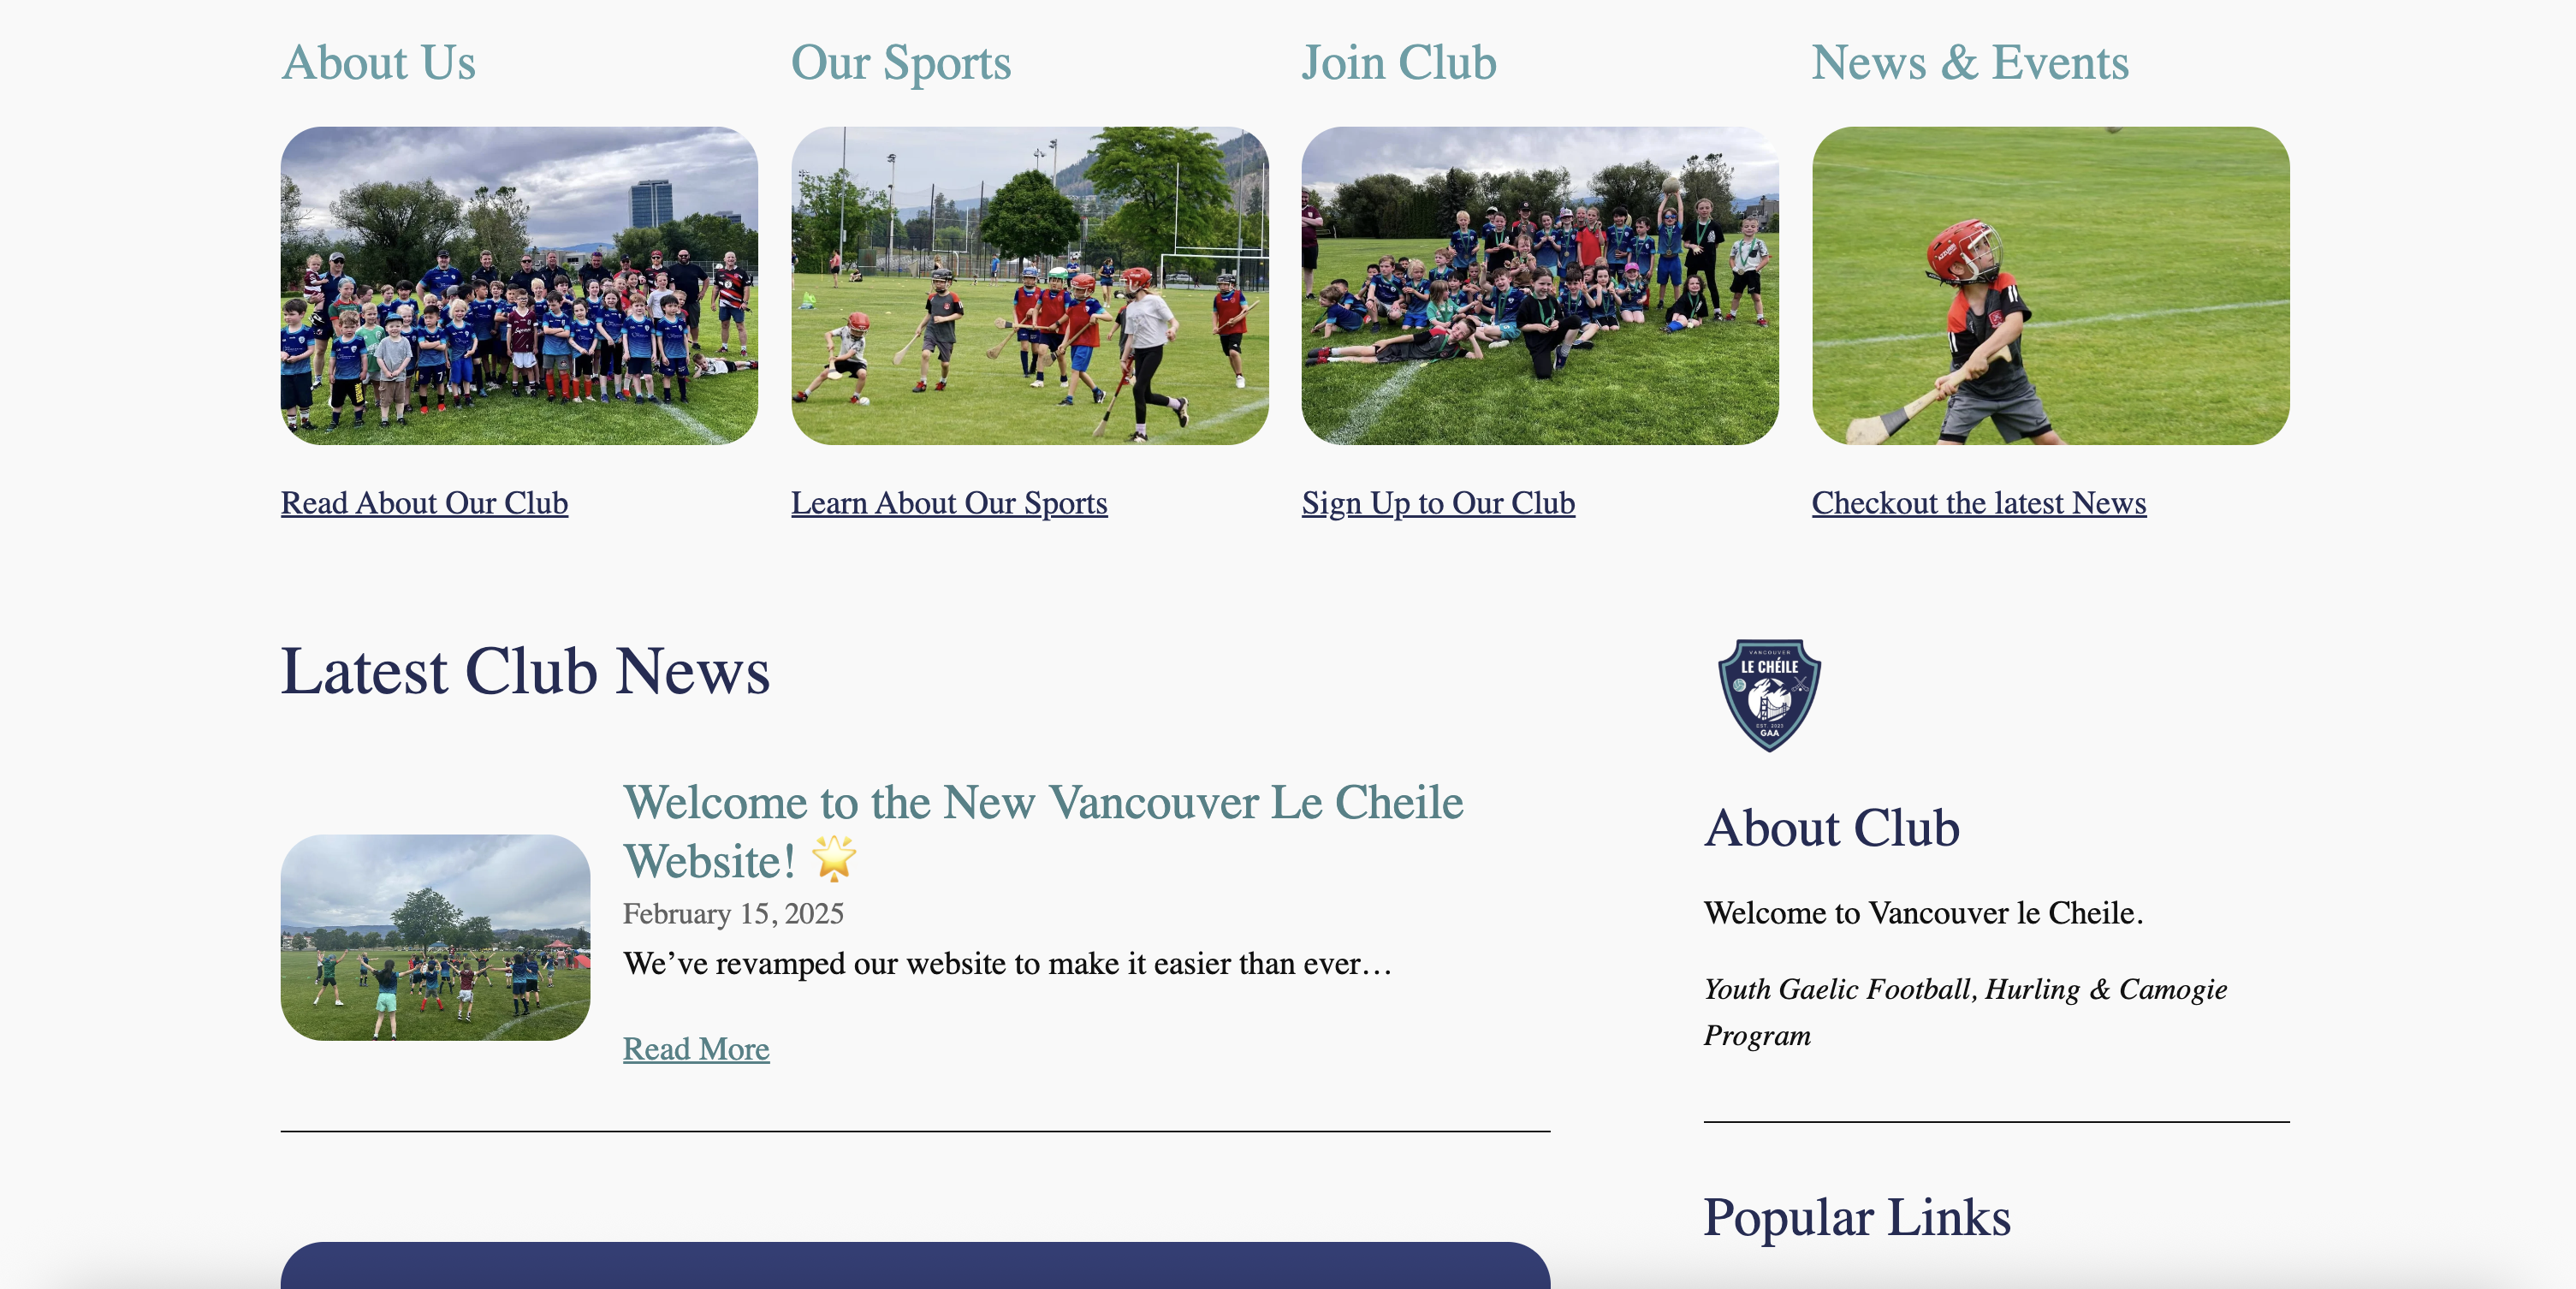 About Us
Our Sports
Join Club
News & Events
Read About Our Club
Learn About Our Sports
Sign Up to Our Club
Checkout the latest News
Latest Club News
Welcome to the New Vancouver Le Cheile
Website! 🌟
February 15, 2025
We’ve revamped our website to make it easier than ever…
Read More
VANCOUVER
LE CHÉILE
EST. 2023
GAA
About Club
Welcome to Vancouver le Cheile.
Youth Gaelic Football, Hurling & Camogie
Program
Popular Links